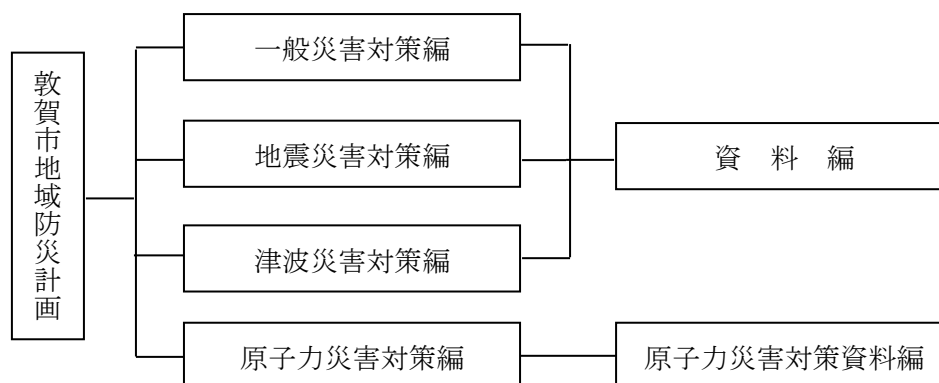 敦賀市地域防災計画
一般災害対策編
地震災害対策編
津波災害対策編
原子力災害対策編
資　料　編
原子力災害対策資料編